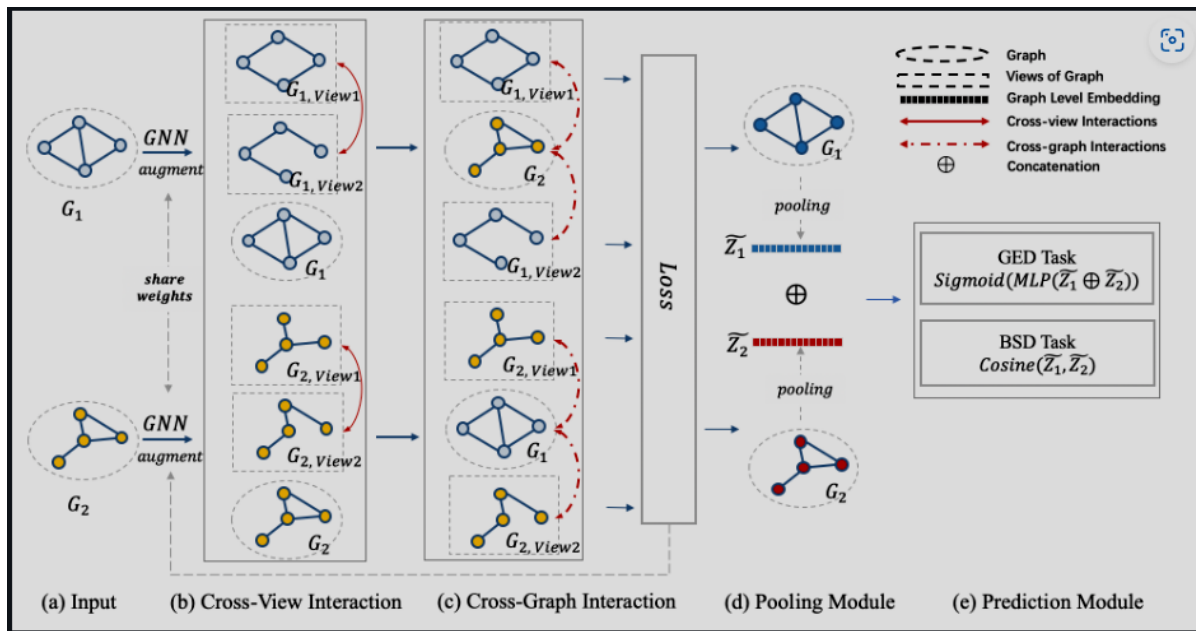 G₁
GNN
augment
share
weights
G₂
GNN
augment
G₁,View1
G₁,View2
G₁
G₂,View1
G₂,View2
G₂
G₁,View1
G₂
G₁,View2
G₂,View1
G₁
G₂,View2
Loss
G₁
pooling
Z̃₁
⊕
Z̃₂
pooling
G₂
Graph
Views of Graph
Graph Level Embedding
Cross-view Interactions
Cross-graph Interactions
⊕ Concatenation
GED Task
Sigmoid(MLP(Z̃₁ ⊕ Z̃₂))
BSD Task
Cosine(Z̃₁, Z̃₂)
(a) Input
(b) Cross-View Interaction
(c) Cross-Graph Interaction
(d) Pooling Module
(e) Prediction Module